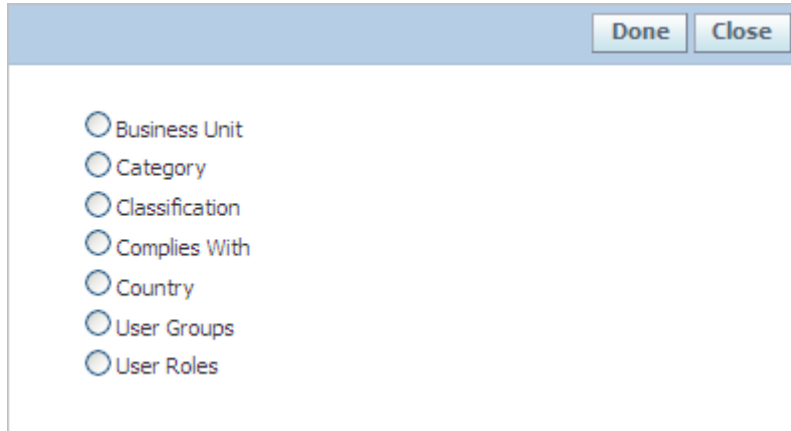 Done Close
Business Unit
Category
Classification
Complies With
Country
User Groups
User Roles